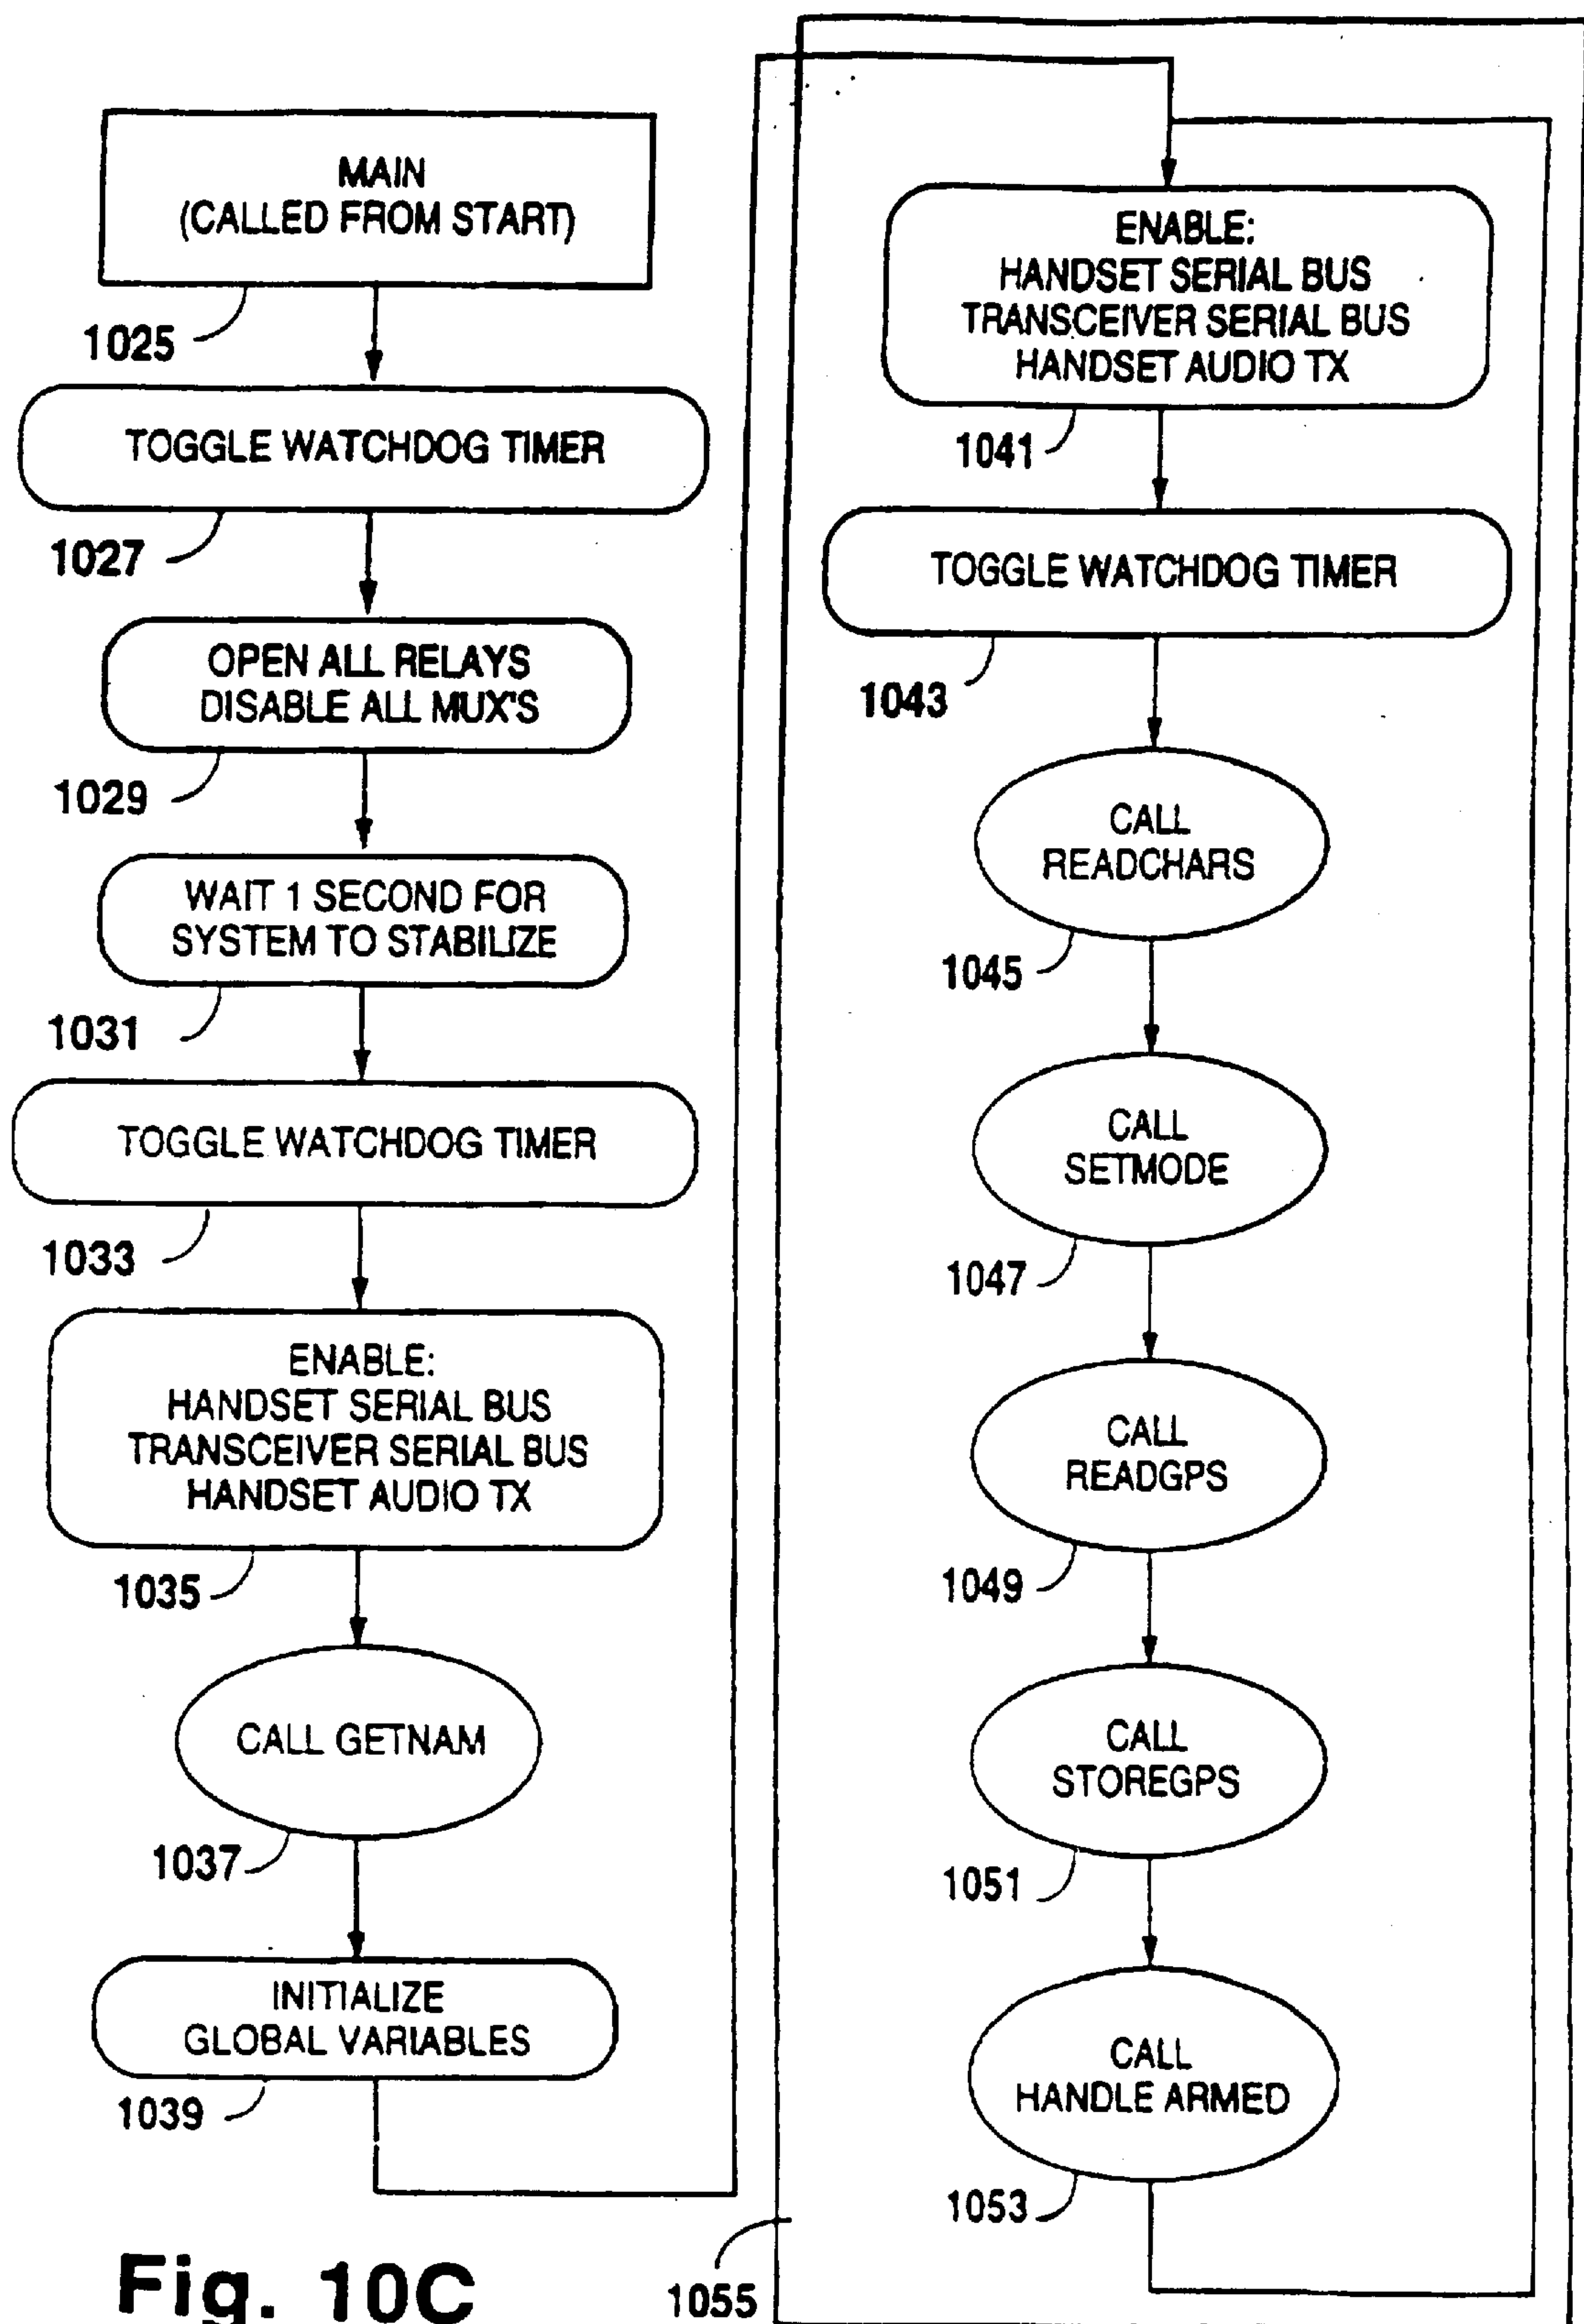 MAIN
(CALLED FROM START)
1025
TOGGLE WATCHDOG TIMER
1027
OPEN ALL RELAYS
DISABLE ALL MUX'S
1029
WAIT 1 SECOND FOR
SYSTEM TO STABILIZE
1031
TOGGLE WATCHDOG TIMER
1033
ENABLE:
HANDSET SERIAL BUS
TRANSCEIVER SERIAL BUS
HANDSET AUDIO TX
1035
CALL GETNAM
1037
INITIALIZE
GLOBAL VARIABLES
1039
ENABLE:
HANDSET SERIAL BUS
TRANSCEIVER SERIAL BUS
HANDSET AUDIO TX
1041
TOGGLE WATCHDOG TIMER
1043
CALL
READCHARS
1045
CALL
SETMODE
1047
CALL
READGPS
1049
CALL
STOREGPS
1051
CALL
HANDLE ARMED
1053
1055
Fig. 10C